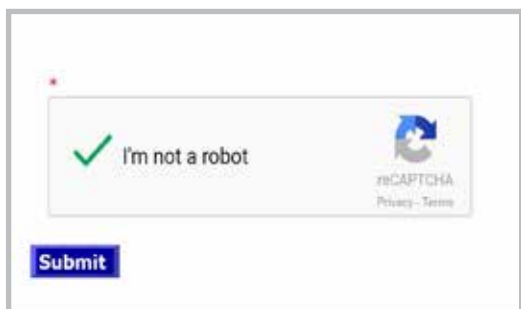 *
I'm not a robot
reCAPTCHA
Privacy - Terms
Submit